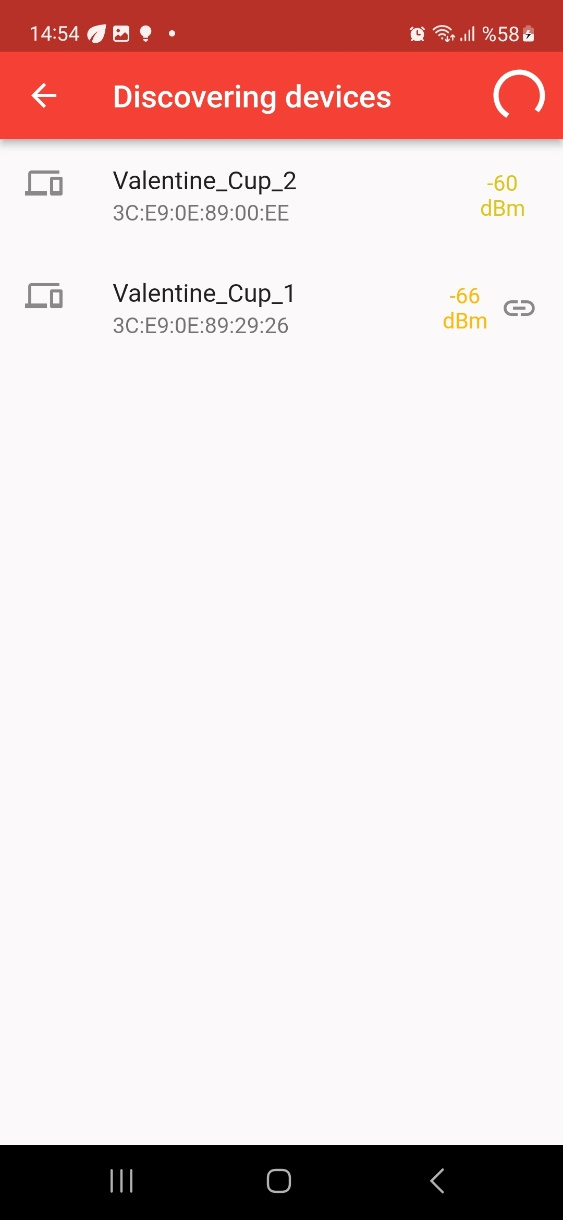 14:54 %58
Discovering devices
Valentine_Cup_2
3C:E9:0E:89:00:EE
-60
dBm
Valentine_Cup_1
3C:E9:0E:89:29:26
-66
dBm